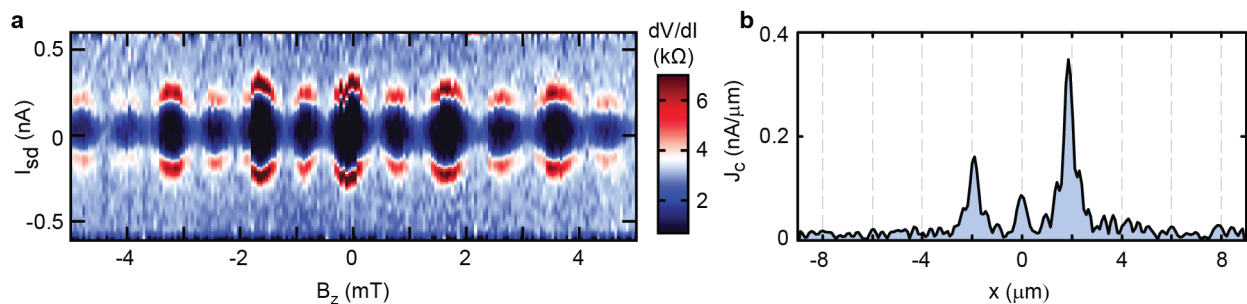 a
0.6
0
-0.5
I_sd (nA)
-4
-2
0
2
4
B_z (mT)
dV/dI
(kΩ)
6
4
2
b
0.4
0.2
0
J_c (nA/μm)
-8
-4
0
4
8
x (μm)